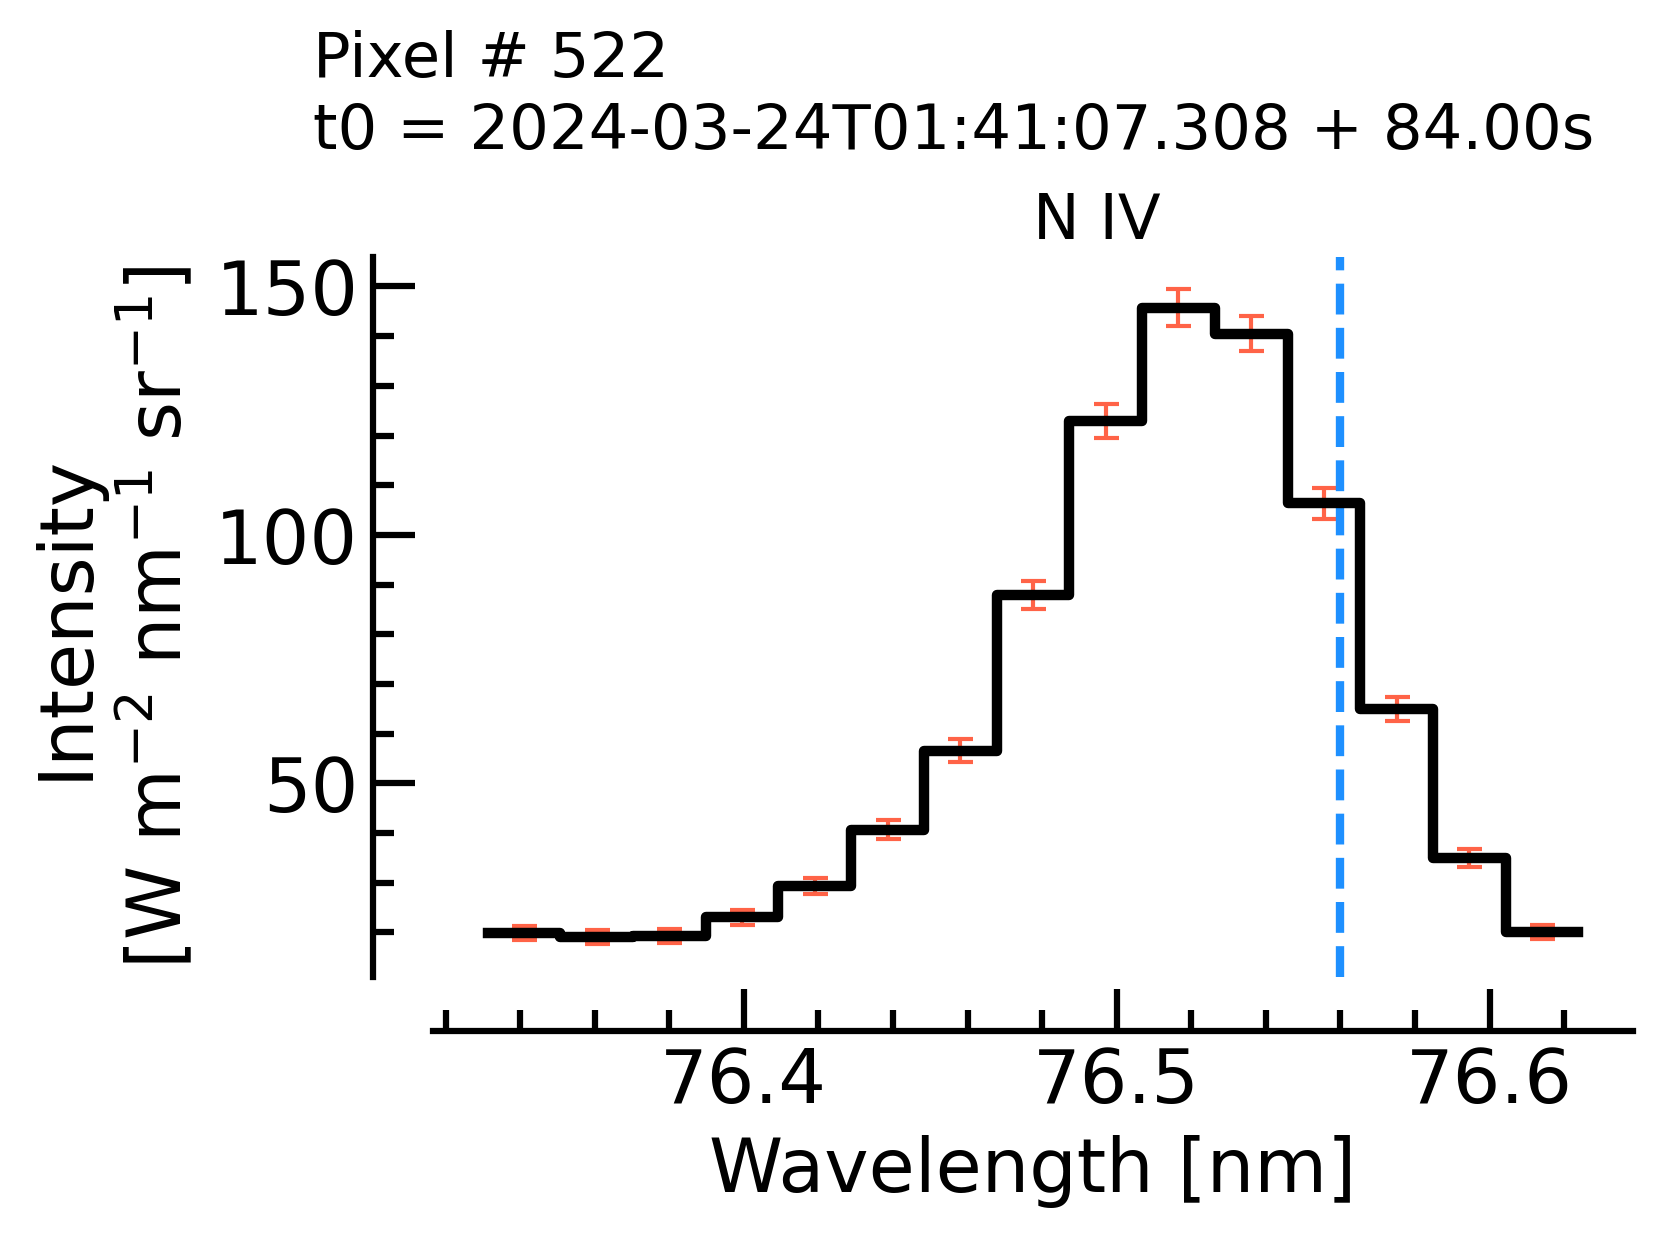 Pixel # 522
t0 = 2024-03-24T01:41:07.308 + 84.00s
N IV
Intensity
[W m⁻² nm⁻¹ sr⁻¹]
150
100
50
76.4 76.5 76.6
Wavelength [nm]